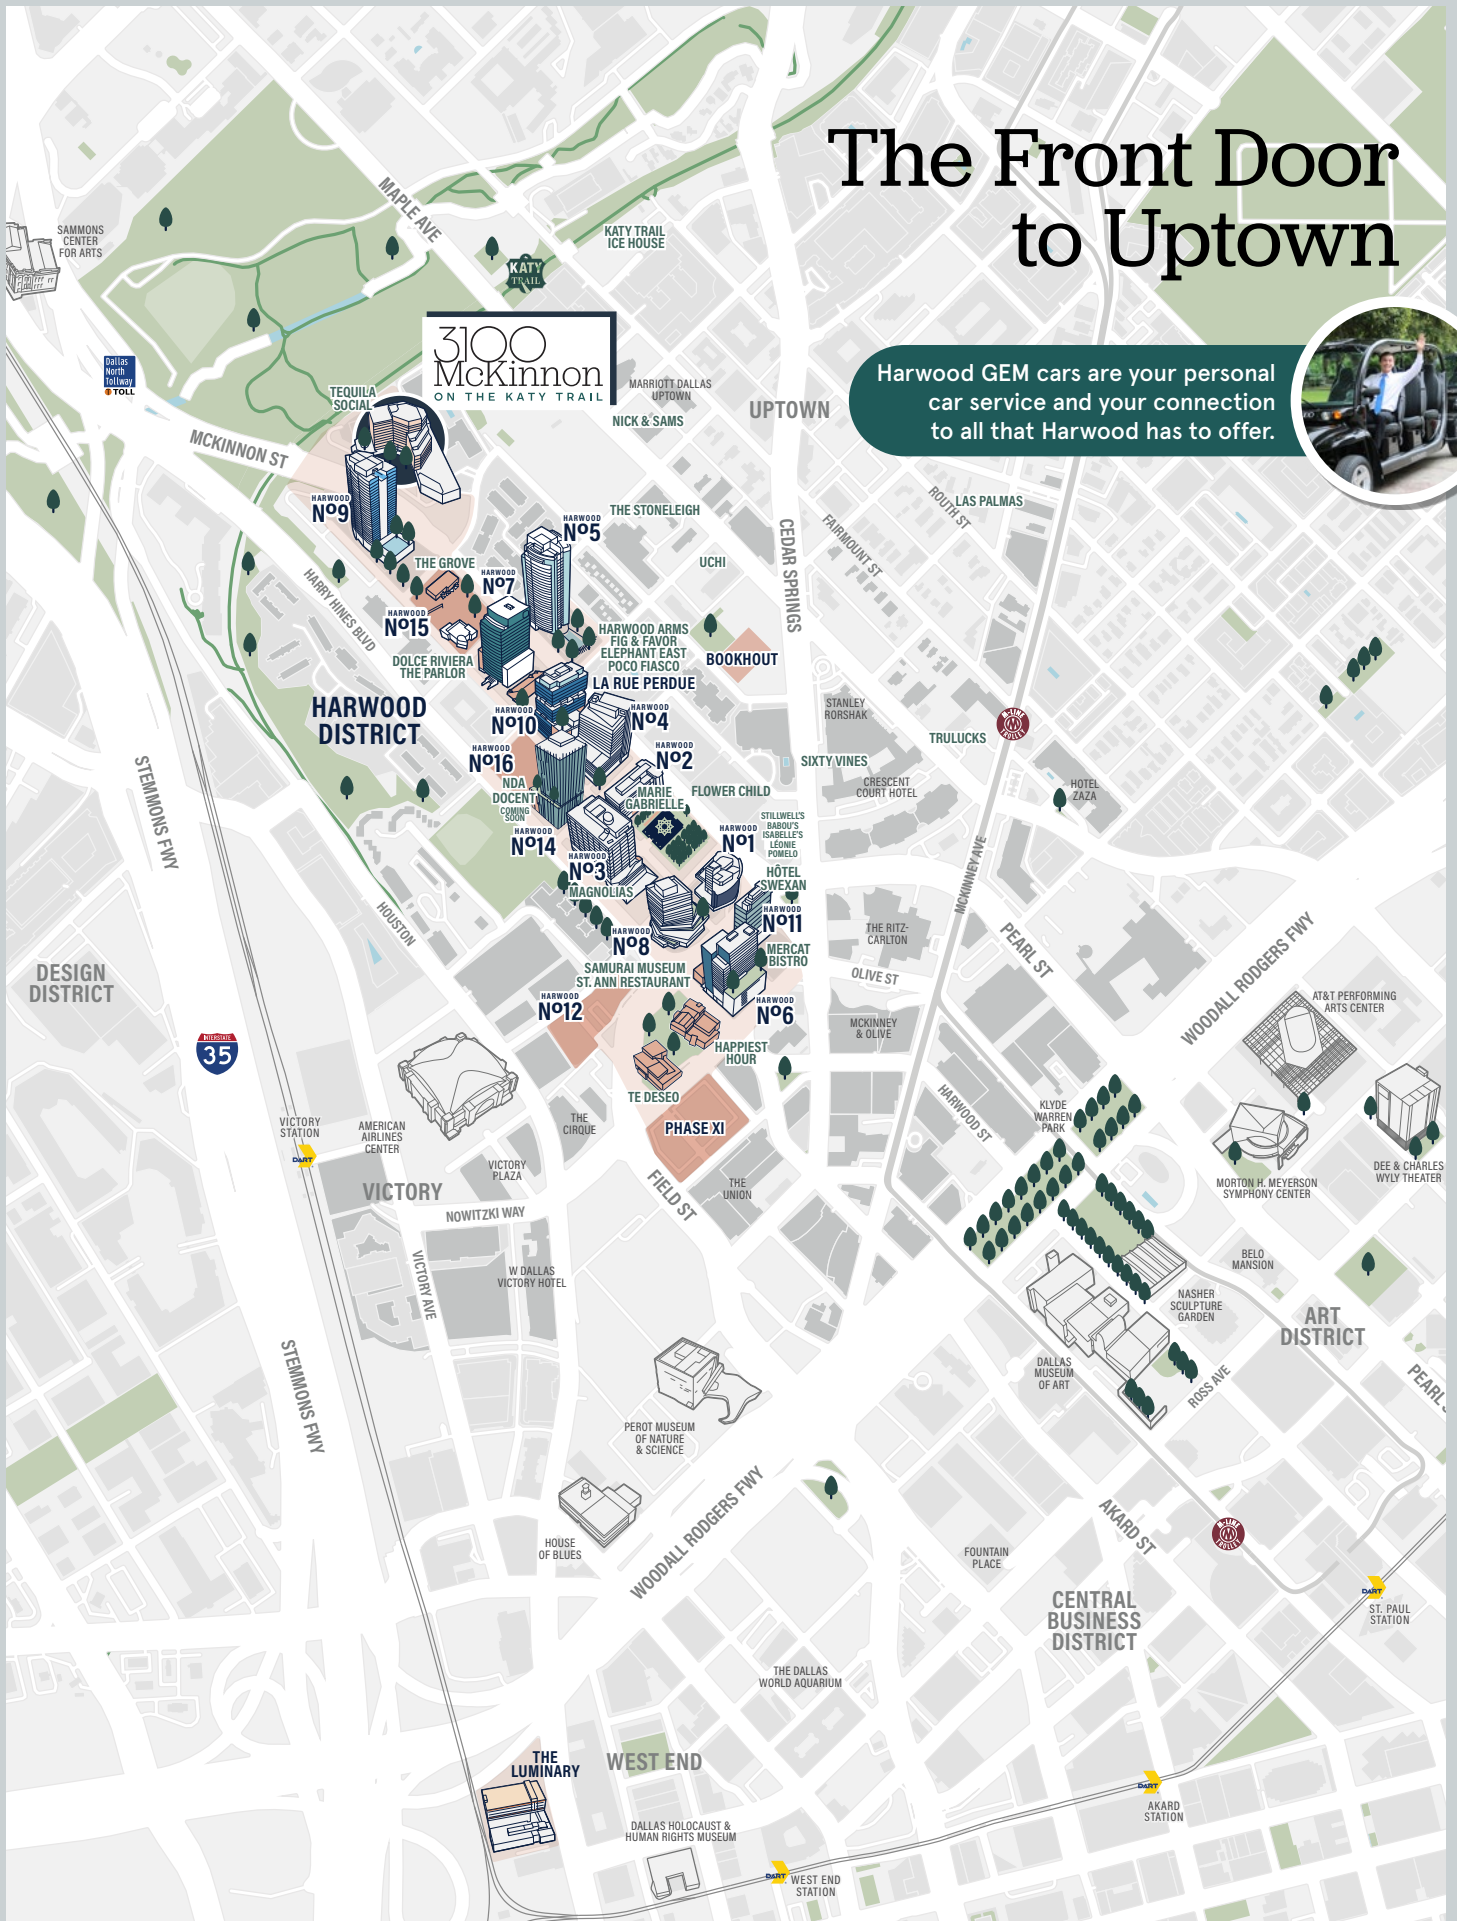 The Front Door
to Uptown
Harwood GEM cars are your personal
car service and your connection
to all that Harwood has to offer.
SAMMONS
CENTER
FOR ARTS
MAPLE AVE
KATY TRAIL
ICE HOUSE
KATY
TRAIL
3100
McKinnon
ON THE KATY TRAIL
Dallas
North
Tollway
TOLL
TEQUILA
SOCIAL
MARRIOTT DALLAS
UPTOWN
NICK & SAMS
UPTOWN
MCKINNON ST
HARWOOD
Nº9
HARWOOD
Nº5
THE STONELEIGH
ROUTH ST
LAS PALMAS
FAIRMOUNT ST
CEDAR SPRINGS
UCHI
THE GROVE
HARWOOD
Nº7
HARRY HINES BLVD
HARWOOD
Nº15
HARWOOD ARMS
FIG & FAVOR
ELEPHANT EAST
POCO FIASCO
BOOKHOUT
DOLCE RIVIERA
THE PARLOR
LA RUE PERDUE
HARWOOD
DISTRICT
HARWOOD
Nº10
HARWOOD
Nº4
STANLEY
RORSHAK
M-LINE
TROLLEY
TRULUCKS
HARWOOD
Nº16
HARWOOD
Nº2
SIXTY VINES
CRESCENT
COURT HOTEL
HOTEL
ZAZA
NDA
DOCENT
COMING
SOON
MARIE
GABRIELLE
FLOWER CHILD
STILLWELL'S
BABOU'S
ISABELLE'S
LÉONIE
POMELO
HARWOOD
Nº14
HARWOOD
Nº1
HARWOOD
Nº3
MAGNOLIAS
HÔTEL
SWEXAN
STEMMONS FWY
MCKINNEY AVE
HOUSTON
HARWOOD
Nº11
THE RITZ-
CARLTON
PEARL ST
WOODALL RODGERS FWY
HARWOOD
Nº8
MERCAT
BISTRO
DESIGN
DISTRICT
SAMURAI MUSEUM
ST. ANN RESTAURANT
OLIVE ST
HARWOOD
Nº12
HARWOOD
Nº6
MCKINNEY
& OLIVE
AT&T PERFORMING
ARTS CENTER
INTERSTATE
35
HAPPIEST
HOUR
TE DESEO
HARWOOD ST
KLYDE
WARREN
PARK
VICTORY
STATION
DART
AMERICAN
AIRLINES
CENTER
THE
CIRQUE
PHASE XI
VICTORY
PLAZA
VICTORY
FIELD ST
THE
UNION
MORTON H. MEYERSON
SYMPHONY CENTER
DEE & CHARLES
WYLY THEATER
NOWITZKI WAY
VICTORY AVE
W DALLAS
VICTORY HOTEL
BELO
MANSION
NASHER
SCULPTURE
GARDEN
ART
DISTRICT
STEMMONS FWY
DALLAS
MUSEUM
OF ART
ROSS AVE
PEARL S
PEROT MUSEUM
OF NATURE
& SCIENCE
WOODALL RODGERS FWY
HOUSE
OF BLUES
AKARD ST
M-LINE
TROLLEY
FOUNTAIN
PLACE
CENTRAL
BUSINESS
DISTRICT
DART
ST. PAUL
STATION
THE DALLAS
WORLD AQUARIUM
THE
LUMINARY
WEST END
DART
AKARD
STATION
DALLAS HOLOCAUST &
HUMAN RIGHTS MUSEUM
DART
WEST END
STATION